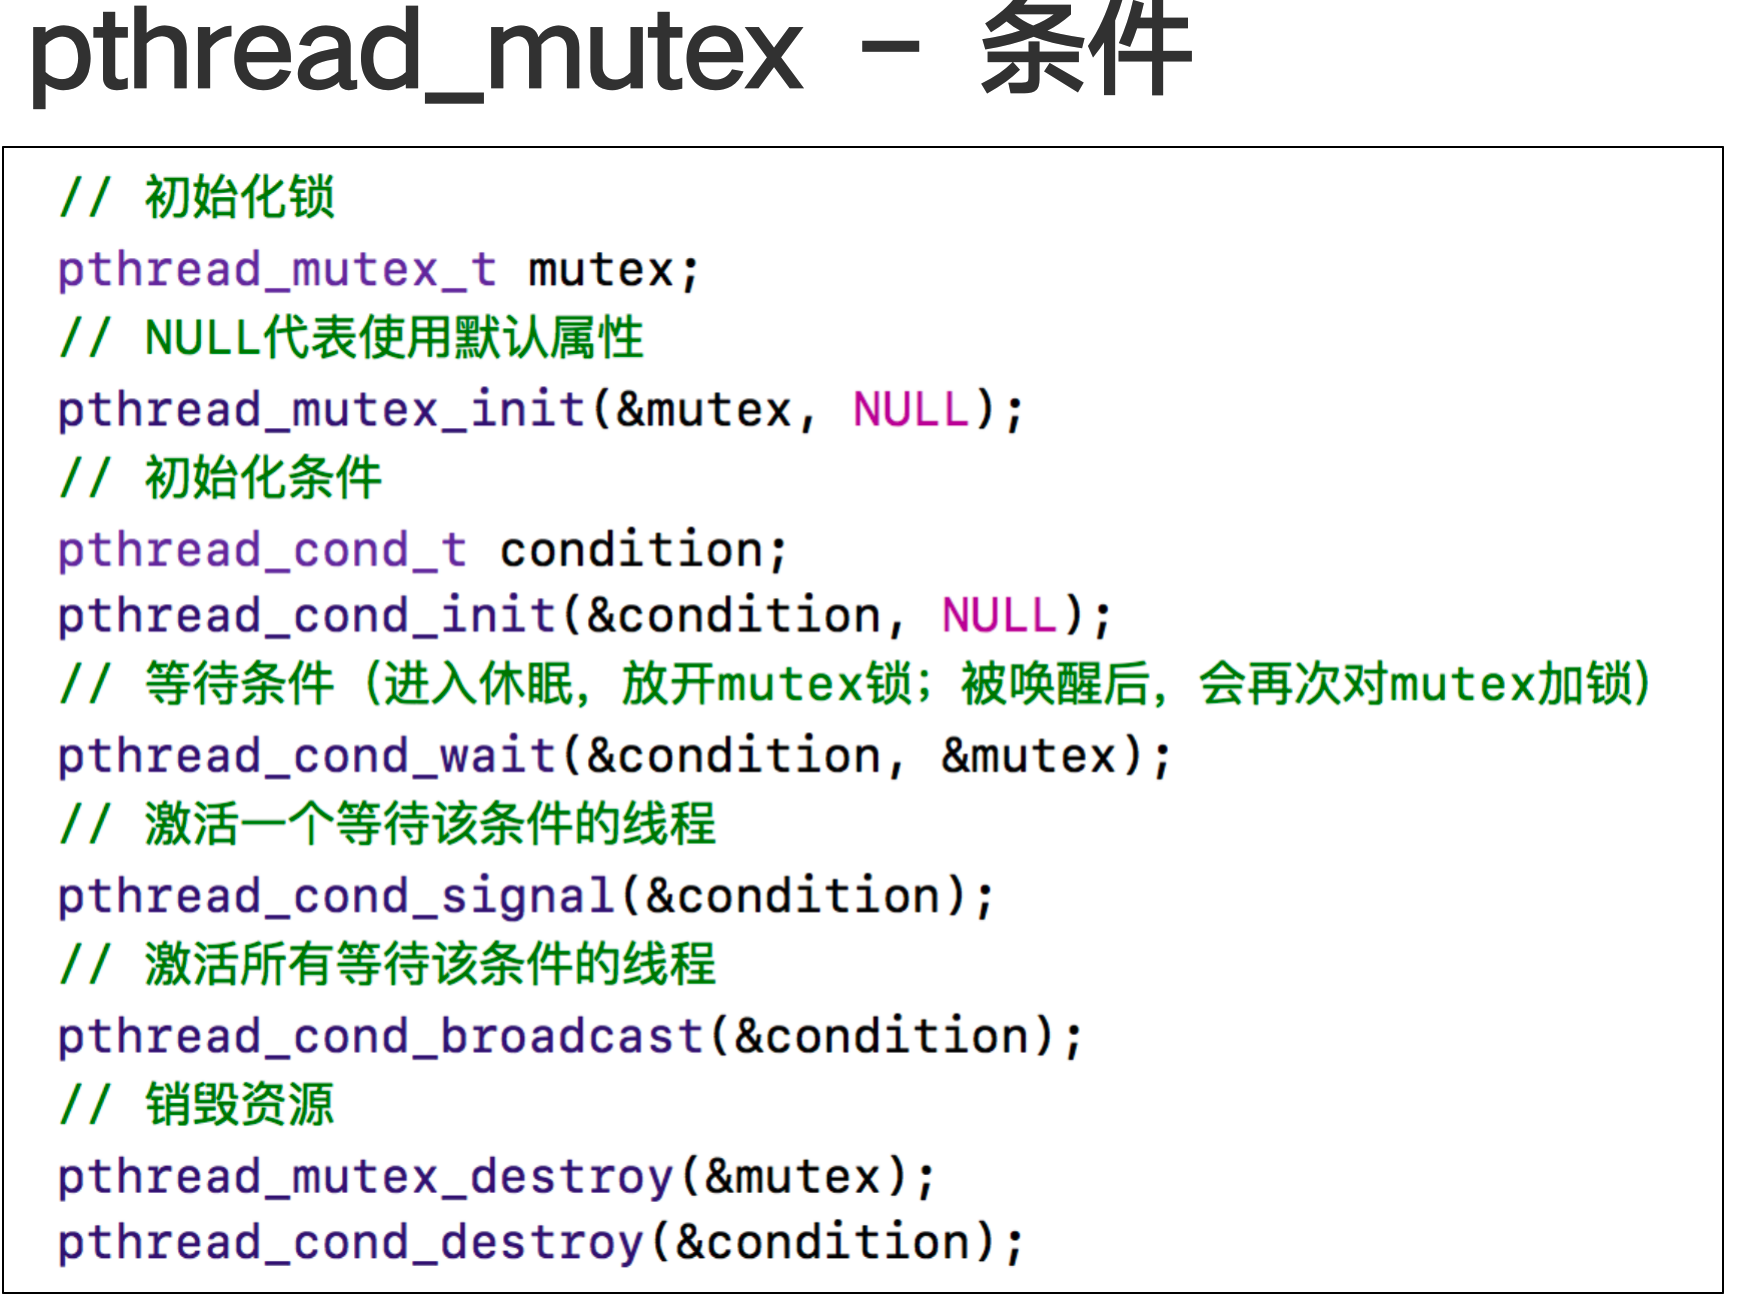 pthread_mutex – 条件
// 初始化锁
pthread_mutex_t mutex;
// NULL代表使用默认属性
pthread_mutex_init(&mutex, NULL);
// 初始化条件
pthread_cond_t condition;
pthread_cond_init(&condition, NULL);
// 等待条件（进入休眠，放开mutex锁；被唤醒后，会再次对mutex加锁）
pthread_cond_wait(&condition, &mutex);
// 激活一个等待该条件的线程
pthread_cond_signal(&condition);
// 激活所有等待该条件的线程
pthread_cond_broadcast(&condition);
// 销毁资源
pthread_mutex_destroy(&mutex);
pthread_cond_destroy(&condition);